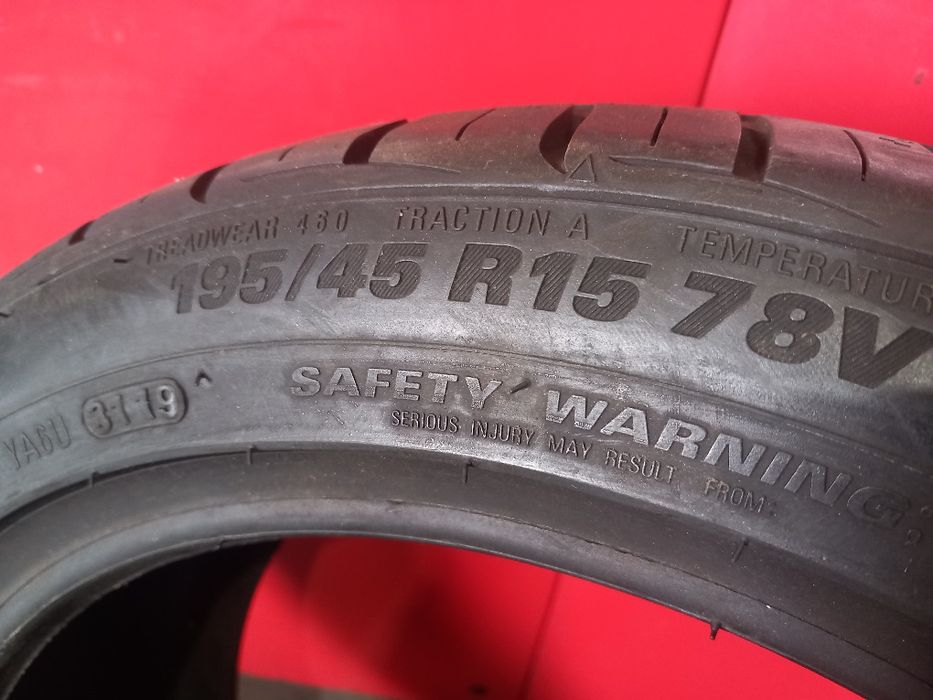 TREADWEAR 460 TRACTION A TEMPERATUR
195/45 R15 78V
YA6U 3119
SAFETY WARNING
SERIOUS INJURY MAY RESULT FROM: